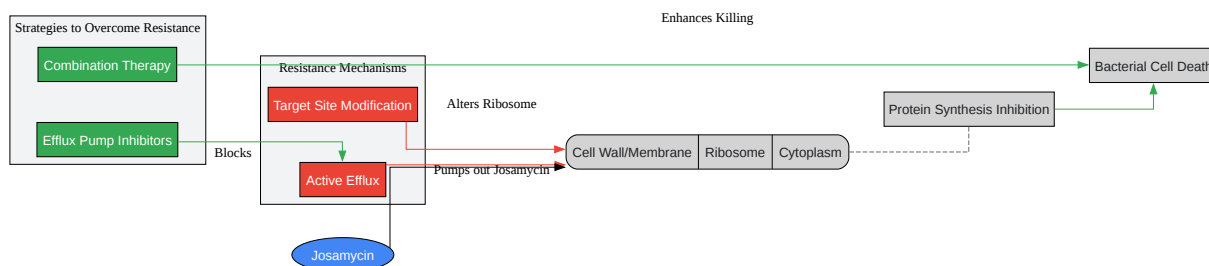 Strategies to Overcome Resistance
Combination Therapy
Efflux Pump Inhibitors
Blocks
Resistance Mechanisms
Target Site Modification
Active Efflux
Josamycin
Alters Ribosome
Pumps out Josamycin
Cell Wall/Membrane
Ribosome
Cytoplasm
Enhances Killing
Protein Synthesis Inhibition
Bacterial Cell Death